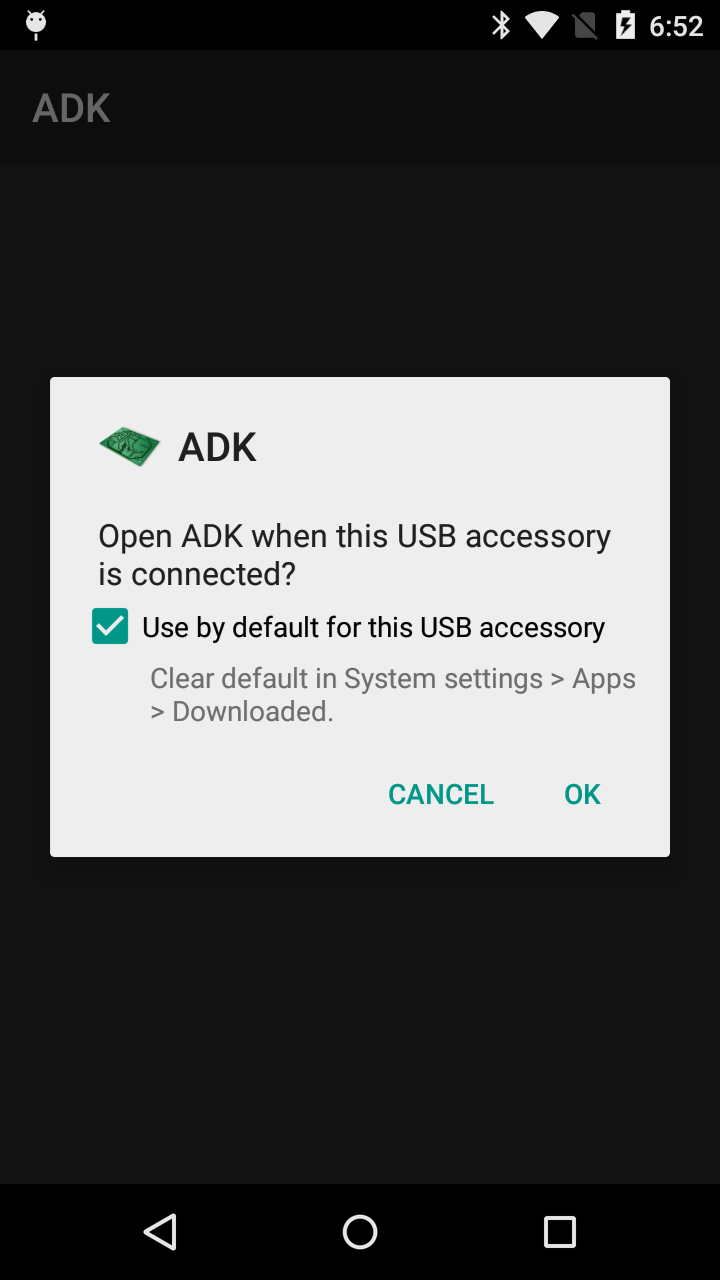 6:52
ADK
ADK
Open ADK when this USB accessory
is connected?
Use by default for this USB accessory
Clear default in System settings > Apps
> Downloaded.
CANCEL OK